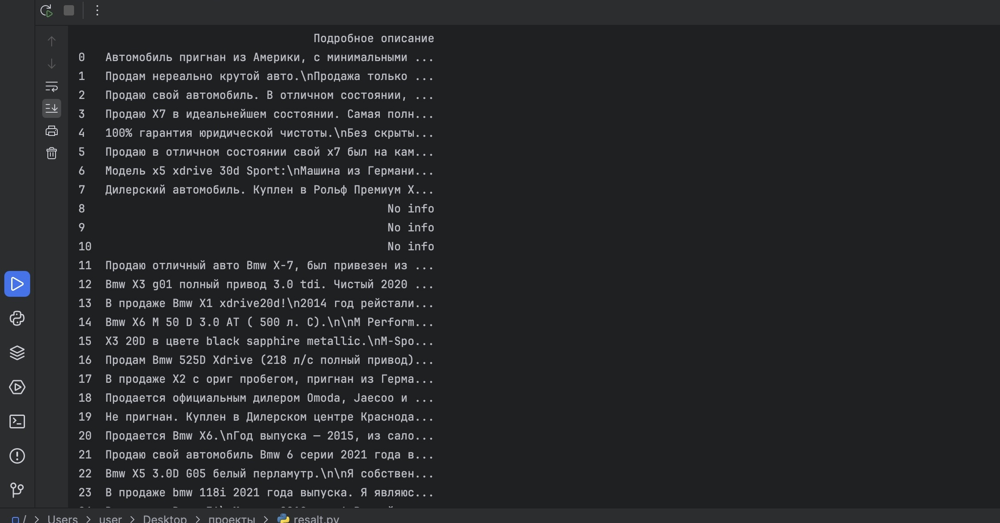 Подробное описание
0 Автомобиль пригнан из Америки, с минимальными ...
1 Продам нереально крутой авто.\nПродажа только ...
2 Продаю свой автомобиль. В отличном состоянии, ...
3 Продаю X7 в идеальнейшем состоянии. Самая полн...
4 100% гарантия юридической чистоты.\nБез скрыты...
5 Продаю в отличном состоянии свой х7 был на кам...
6 Модель x5 xdrive 30d Sport:\nМашина из Германи...
7 Дилерский автомобиль. Куплен в Рольф Премиум Х...
8 No info
9 No info
10 No info
11 Продаю отличный авто Bmw X-7, был привезен из ...
12 Bmw X3 g01 полный привод 3.0 tdi. Чистый 2020 ...
13 В продаже Bmw X1 xdrive20d!\n2014 год рейстали...
14 Bmw X6 M 50 D 3.0 AT ( 500 л. С).\n\nM Perform...
15 X3 20D в цвете black sapphire metallic.\nM-Spo...
16 Продам Bmw 525D Xdrive (218 л/с полный привод)...
17 В продаже X2 с ориг пробегом, пригнан из Герма...
18 Продается официальным дилером Omoda, Jaecoo и ...
19 Не пригнан. Куплен в Дилерском центре Краснода...
20 Продается Bmw X6.\nГод выпуска — 2015, из сало...
21 Продаю свой автомобиль Bmw 6 серии 2021 года в...
22 Bmw X5 3.0D G05 белый перламутр.\n\nЯ собствен...
23 В продаже bmw 118i 2021 года выпуска. Я являюс...
/ > Users > user > Desktop > проекты > resalt.py